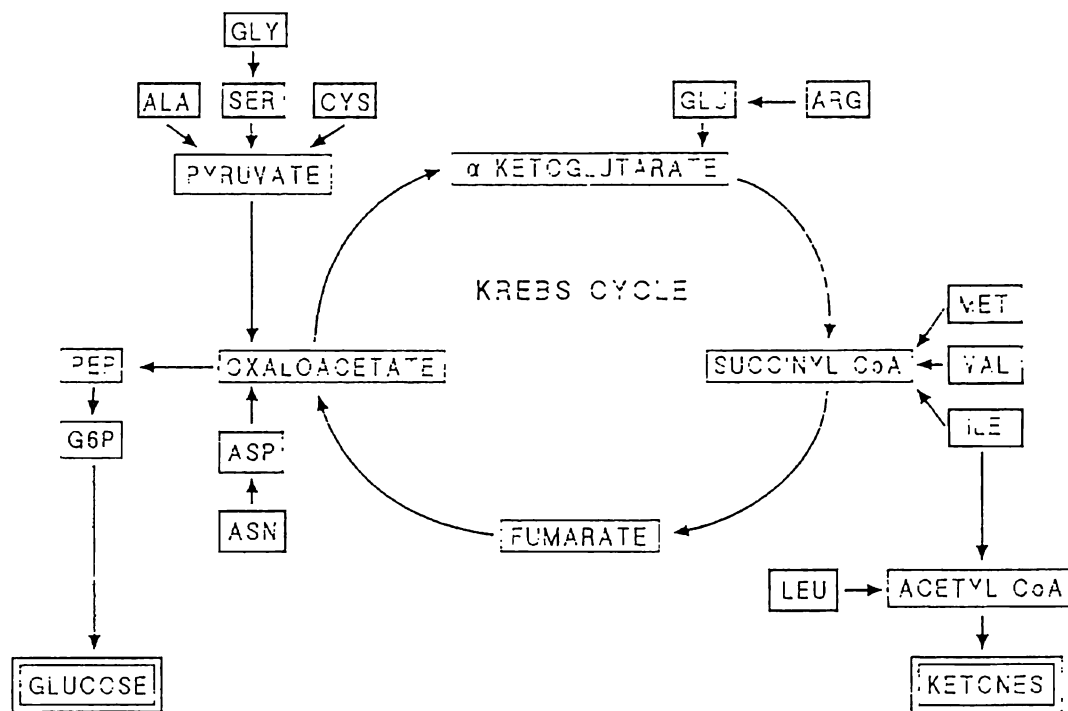 GLY
ALA
SER
CYS
GLU
ARG
PYRUVATE
α KETOGLUTARATE
KREBS CYCLE
MET
PEP
OXALOACETATE
SUCCINYL CoA
VAL
G6P
ASP
ILE
ASN
FUMARATE
LEU
ACETYL CoA
GLUCOSE
KETONES